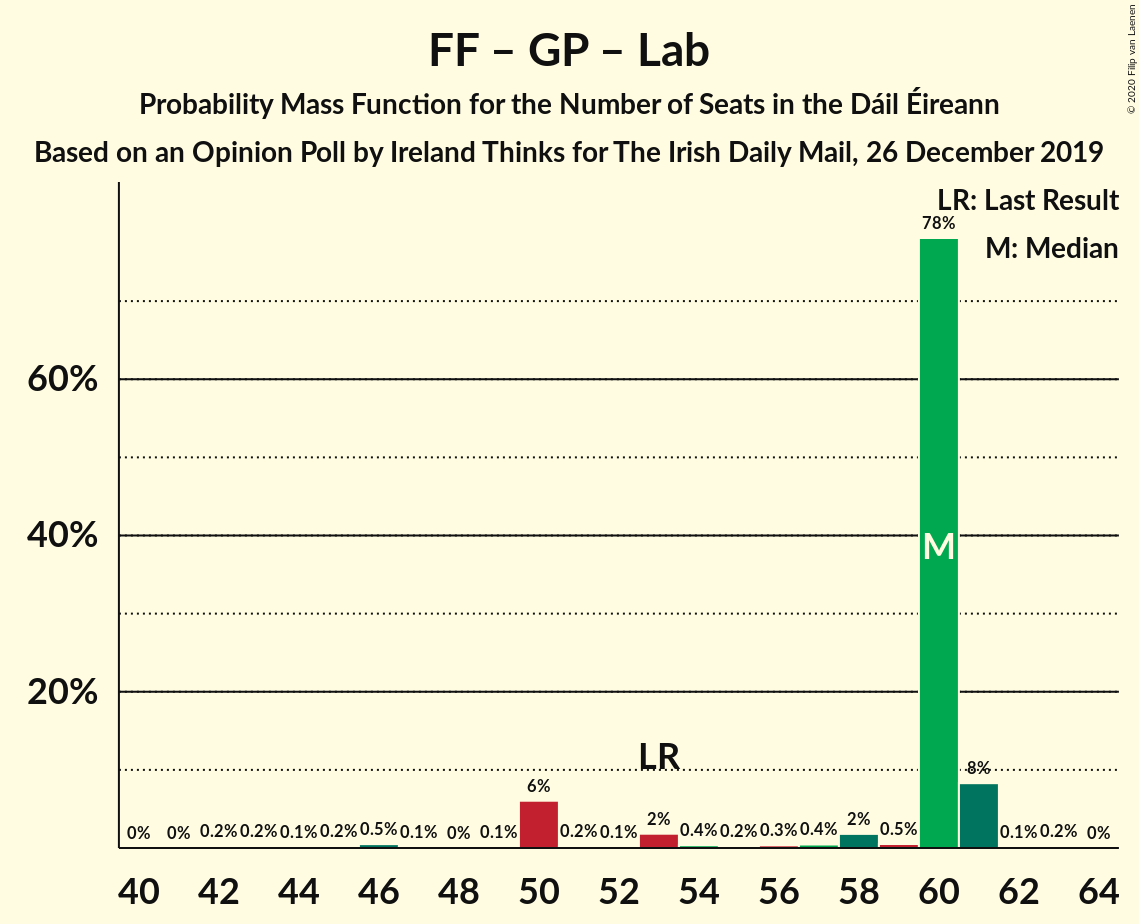 FF – GP – Lab
Probability Mass Function for the Number of Seats in the Dáil Éireann
Based on an Opinion Poll by Ireland Thinks for The Irish Daily Mail, 26 December 2019
© 2020 Filip van Laenen
LR: Last Result
M: Median
78%
60%
40%
M
20%
LR
0% 0% 0.2% 0.2% 0.1% 0.2% 0.5% 0.1% 0% 0.1% 6% 0.2% 0.1% 2% 0.4% 0.2% 0.3% 0.4% 2% 0.5% 8% 0.1% 0.2% 0%
40 42 44 46 48 50 52 54 56 58 60 62 64